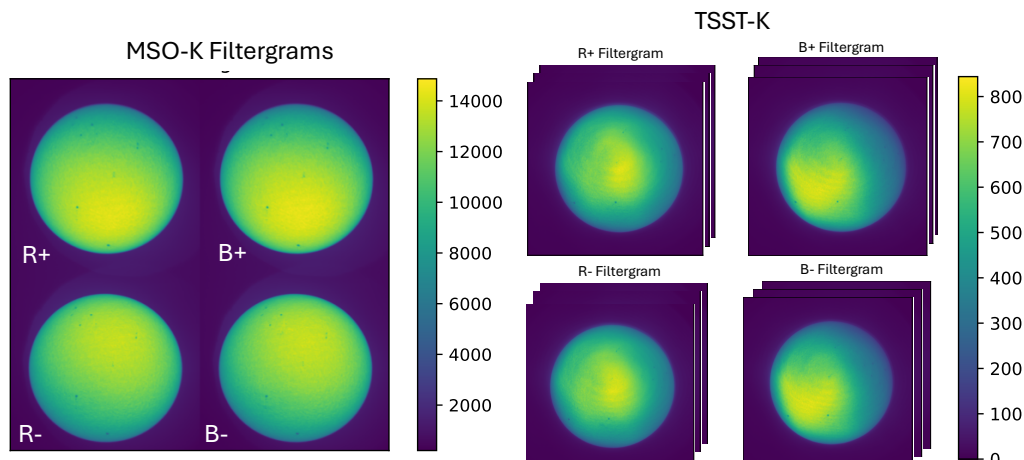 TSST-K
MSO-K Filtergrams
R+ Filtergram
B+ Filtergram
R+
B+
R-
B-
14000
12000
10000
8000
6000
4000
2000
R- Filtergram
B- Filtergram
800
700
600
500
400
300
200
100
0